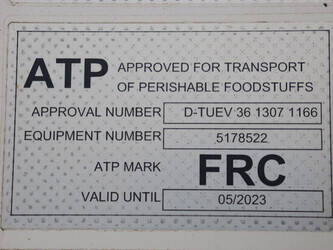 ATP APPROVED FOR TRANSPORT
OF PERISHABLE FOODSTUFFS
APPROVAL NUMBER D-TUEV 36 1307 1166
EQUIPMENT NUMBER 5178522
ATP MARK FRC
VALID UNTIL 05/2023